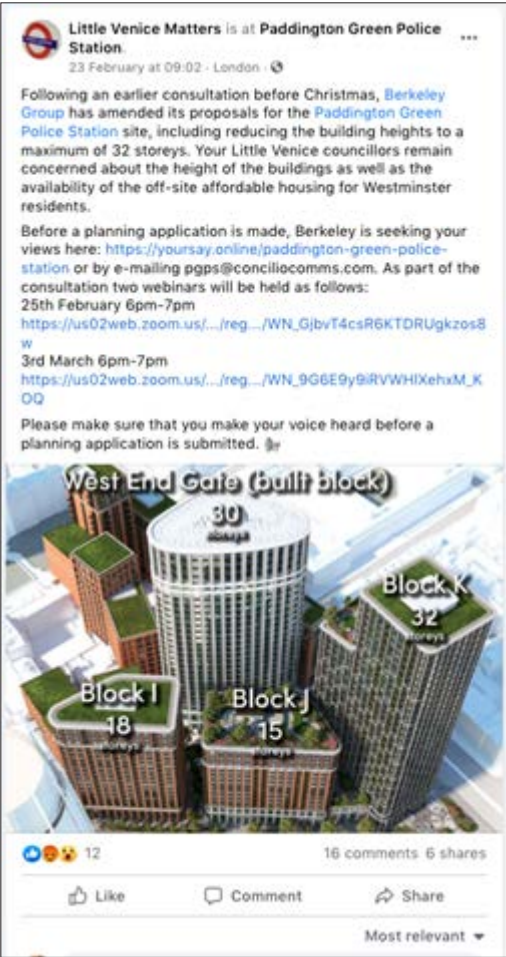 Little Venice Matters is at Paddington Green Police
Station.
23 February at 09:02 · London ·
Following an earlier consultation before Christmas, Berkeley
Group has amended its proposals for the Paddington Green
Police Station site, including reducing the building heights to a
maximum of 32 storeys. Your Little Venice councillors remain
concerned about the height of the buildings as well as the
availability of the off-site affordable housing for Westminster
residents.
Before a planning application is made, Berkeley is seeking your
views here: https://yoursay.online/paddington-green-police-
station or by e-mailing pgps@conciliocomms.com. As part of the
consultation two webinars will be held as follows:
25th February 6pm-7pm
https://us02web.zoom.us/.../reg..../WN_GjbvT4csR6KTDRUgkzos8
w
3rd March 6pm-7pm
https://us02web.zoom.us/.../reg..../WN_9G6E9y9iRVWHIXehxM_K
OQ
Please make sure that you make your voice heard before a
planning application is submitted.
West End Gate (built block)
30
storeys
Block K
32
storeys
Block I
18
storeys
Block J
15
storeys
12
16 comments 6 shares
Like
Comment
Share
Most relevant